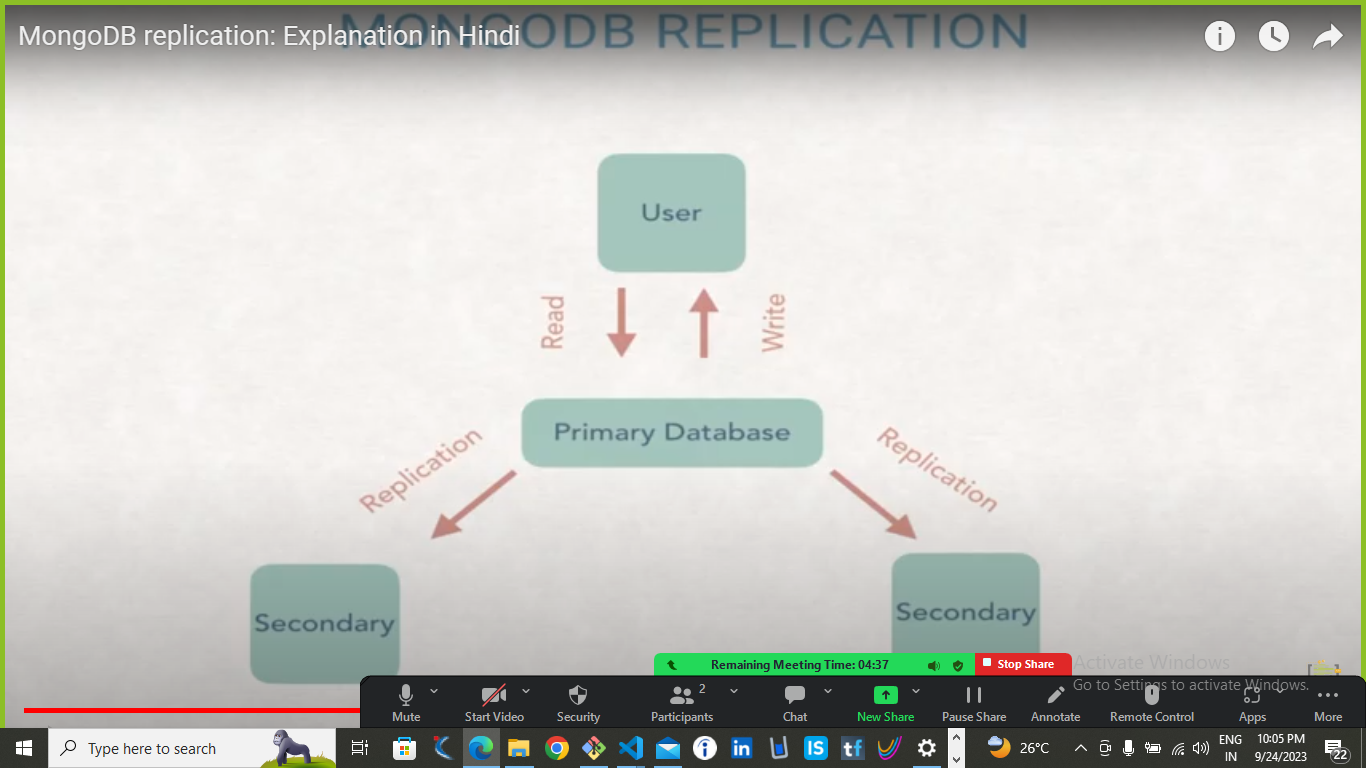 MONGODB REPLICATION
MongoDB replication: Explanation in Hindi
User
Read
Write
Primary Database
Replication
Replication
Secondary
Secondary
Remaining Meeting Time: 04:37
Stop Share
Activate Windows
Go to Settings to activate Windows.
2
Mute
Start Video
Security
Participants
Chat
New Share
Pause Share
Annotate
Remote Control
Apps
More
Type here to search
26°C
ENG
IN
10:05 PM
9/24/2023
22